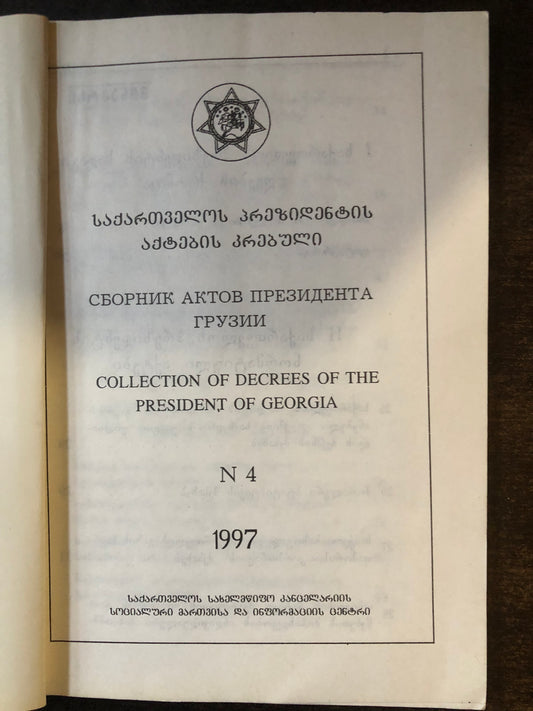 საქართველოს პრეზიდენტის
აქტების კრებული
СБОРНИК АКТОВ ПРЕЗИДЕНТА
ГРУЗИИ
COLLECTION OF DECREES OF THE
PRESIDENT OF GEORGIA
N 4
1997
საქართველოს სახელმწიფო კანცელარიის
სოციალური მართვისა და ინფორმაციის ცენტრი